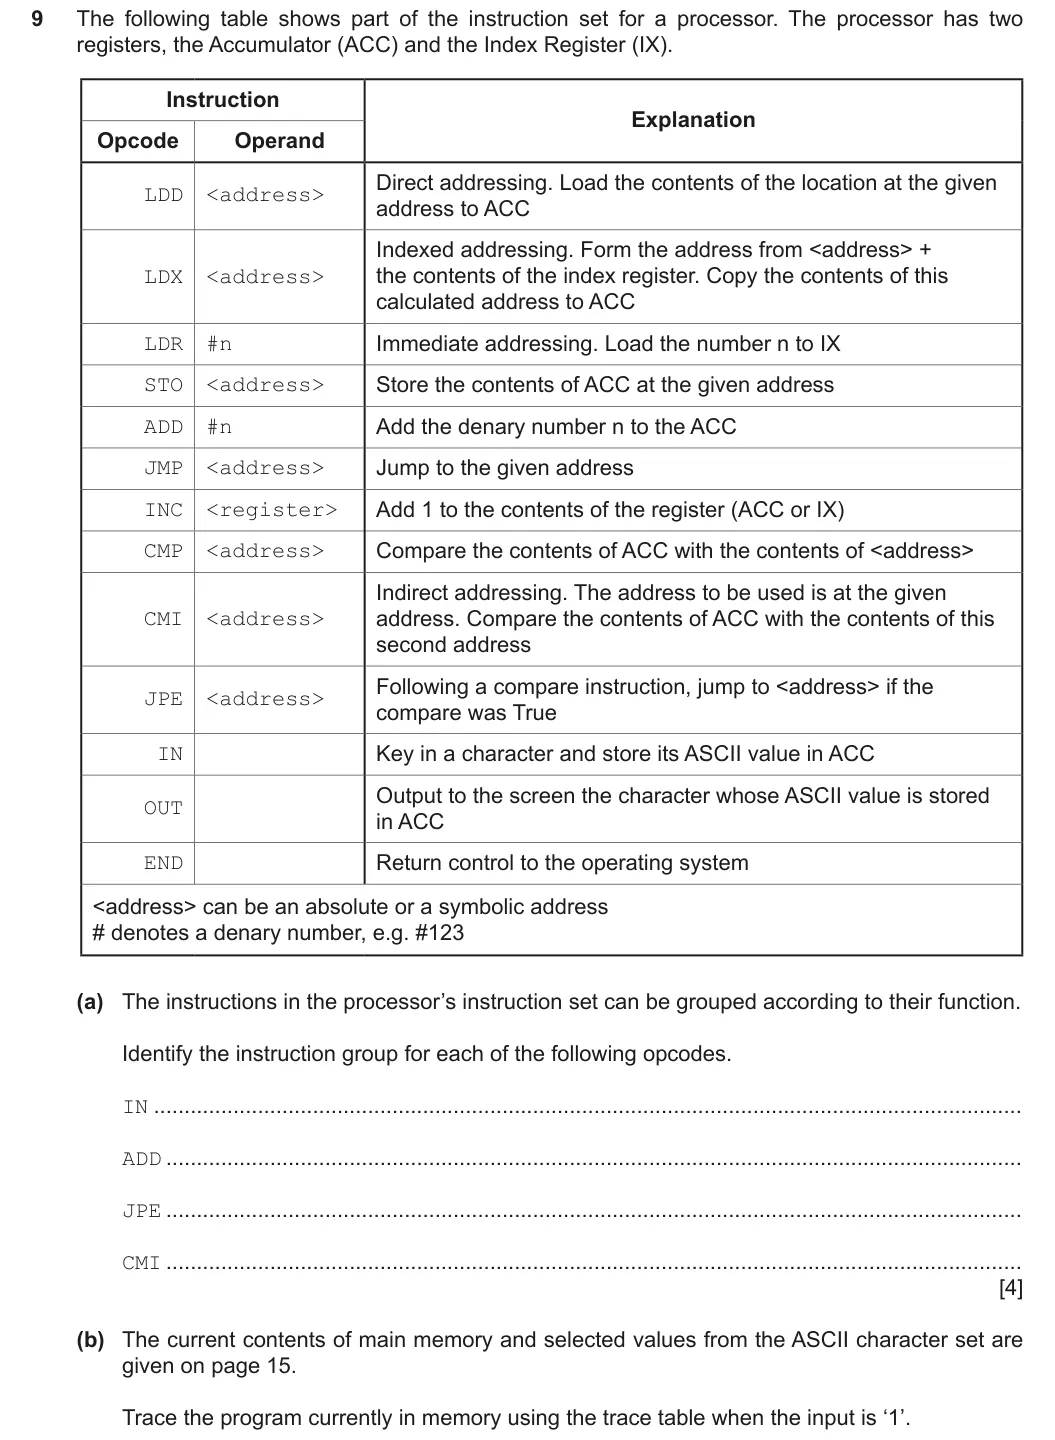 9 The following table shows part of the instruction set for a processor. The processor has two
registers, the Accumulator (ACC) and the Index Register (IX).
Instruction
Explanation
Opcode Operand
LDD <address> Direct addressing. Load the contents of the location at the given
address to ACC
LDX <address> Indexed addressing. Form the address from <address> +
the contents of the index register. Copy the contents of this
calculated address to ACC
LDR #n Immediate addressing. Load the number n to IX
STO <address> Store the contents of ACC at the given address
ADD #n Add the denary number n to the ACC
JMP <address> Jump to the given address
INC <register> Add 1 to the contents of the register (ACC or IX)
CMP <address> Compare the contents of ACC with the contents of <address>
CMI <address> Indirect addressing. The address to be used is at the given
address. Compare the contents of ACC with the contents of this
second address
JPE <address> Following a compare instruction, jump to <address> if the
compare was True
IN Key in a character and store its ASCII value in ACC
OUT Output to the screen the character whose ASCII value is stored
in ACC
END Return control to the operating system
<address> can be an absolute or a symbolic address
# denotes a denary number, e.g. #123
(a) The instructions in the processor’s instruction set can be grouped according to their function.
Identify the instruction group for each of the following opcodes.
IN ....................................................................................................................................................
ADD ..................................................................................................................................................
JPE ..................................................................................................................................................
CMI ..................................................................................................................................................
[4]
(b) The current contents of main memory and selected values from the ASCII character set are
given on page 15.
Trace the program currently in memory using the trace table when the input is ‘1’.